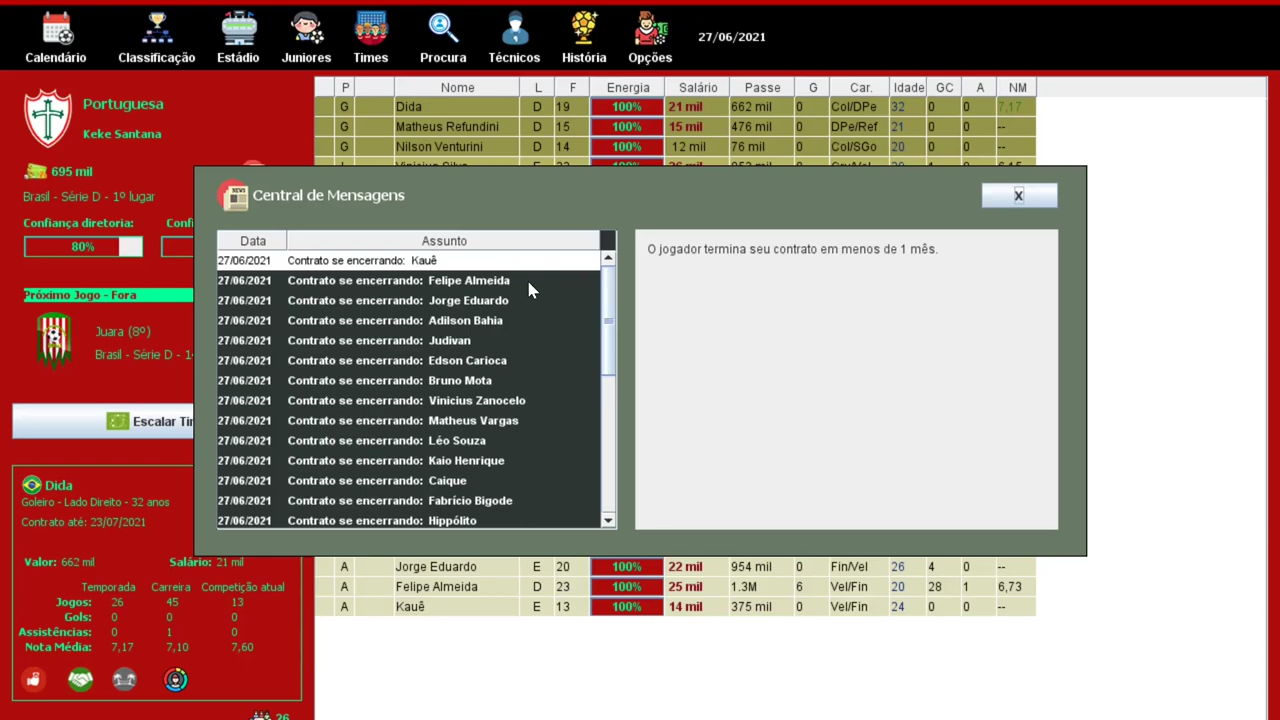 Calendário Classificação Estádio Juniores Times Procura Técnicos História Opções 27/06/2021
Portuguesa
Keke Santana
695 mil
Brasil - Série D - 1º lugar
Confiança diretoria: Confi
80%
Próximo Jogo - Fora
Juara (8º)
Brasil - Série D - 1
Escalar Ti
Dida
Goleiro - Lado Direito - 32 anos
Contrato até: 23/07/2021
Valor: 662 mil Salário: 21 mil
Temporada Carreira Competição atual
Jogos: 26 45 13
Gols: 0 0 0
Assistências: 0 1 0
Nota Média: 7,17 7,10 7,60
26
P Nome L F Energia Salário Passe G Car. Idade GC A NM
G Dida D 19 100% 21 mil 662 mil 0 Col/DPe 32 0 0 7,17
G Matheus Refundini D 15 100% 15 mil 476 mil 0 DPe/Ref 21 0 0 --
G Nilson Venturini D 14 100% 12 mil 76 mil 0 Col/SGo 20 0 0 --
NEWS
Central de Mensagens
X
Data Assunto
27/06/2021 Contrato se encerrando: Kauê
27/06/2021 Contrato se encerrando: Felipe Almeida
27/06/2021 Contrato se encerrando: Jorge Eduardo
27/06/2021 Contrato se encerrando: Adilson Bahia
27/06/2021 Contrato se encerrando: Judivan
27/06/2021 Contrato se encerrando: Edson Carioca
27/06/2021 Contrato se encerrando: Bruno Mota
27/06/2021 Contrato se encerrando: Vinicius Zanocelo
27/06/2021 Contrato se encerrando: Matheus Vargas
27/06/2021 Contrato se encerrando: Léo Souza
27/06/2021 Contrato se encerrando: Kaio Henrique
27/06/2021 Contrato se encerrando: Caique
27/06/2021 Contrato se encerrando: Fabrício Bigode
27/06/2021 Contrato se encerrando: Hippólito
O jogador termina seu contrato em menos de 1 mês.
A Jorge Eduardo E 20 100% 22 mil 954 mil 0 Fin/Vel 26 4 0 --
A Felipe Almeida D 23 100% 25 mil 1.3M 6 Vel/Fin 20 28 1 6,73
A Kauê E 13 100% 14 mil 375 mil 0 Vel/Fin 24 0 0 --